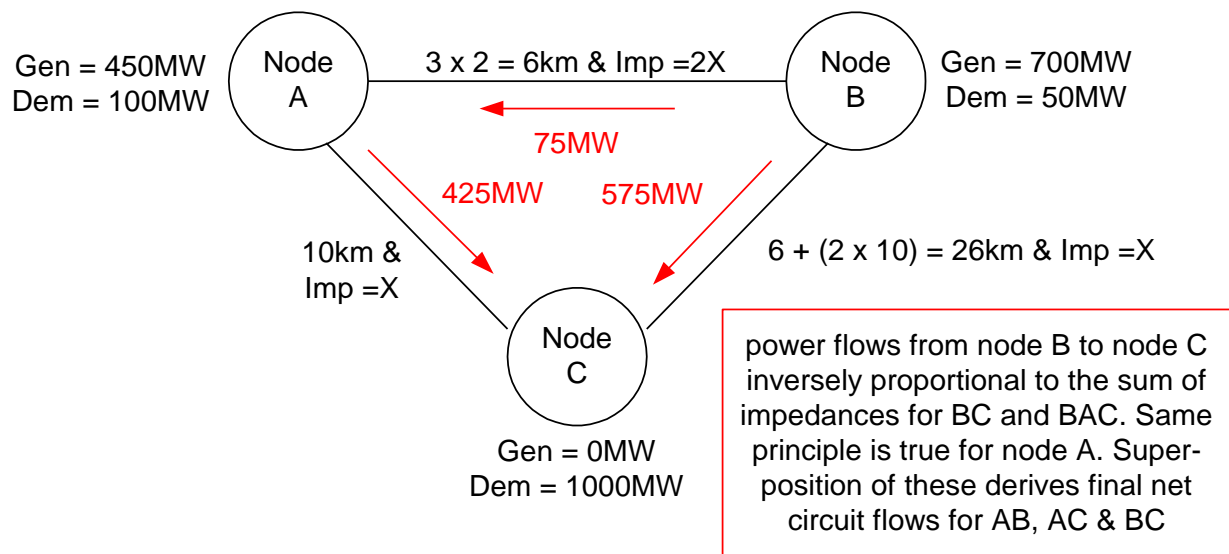 Gen = 450MW
Dem = 100MW
Node
A
3 x 2 = 6km & Imp =2X
Node
B
Gen = 700MW
Dem = 50MW
75MW
425MW
575MW
10km &
Imp =X
6 + (2 x 10) = 26km & Imp =X
Node
C
Gen = 0MW
Dem = 1000MW
power flows from node B to node C
inversely proportional to the sum of
impedances for BC and BAC. Same
principle is true for node A. Super-
position of these derives final net
circuit flows for AB, AC & BC